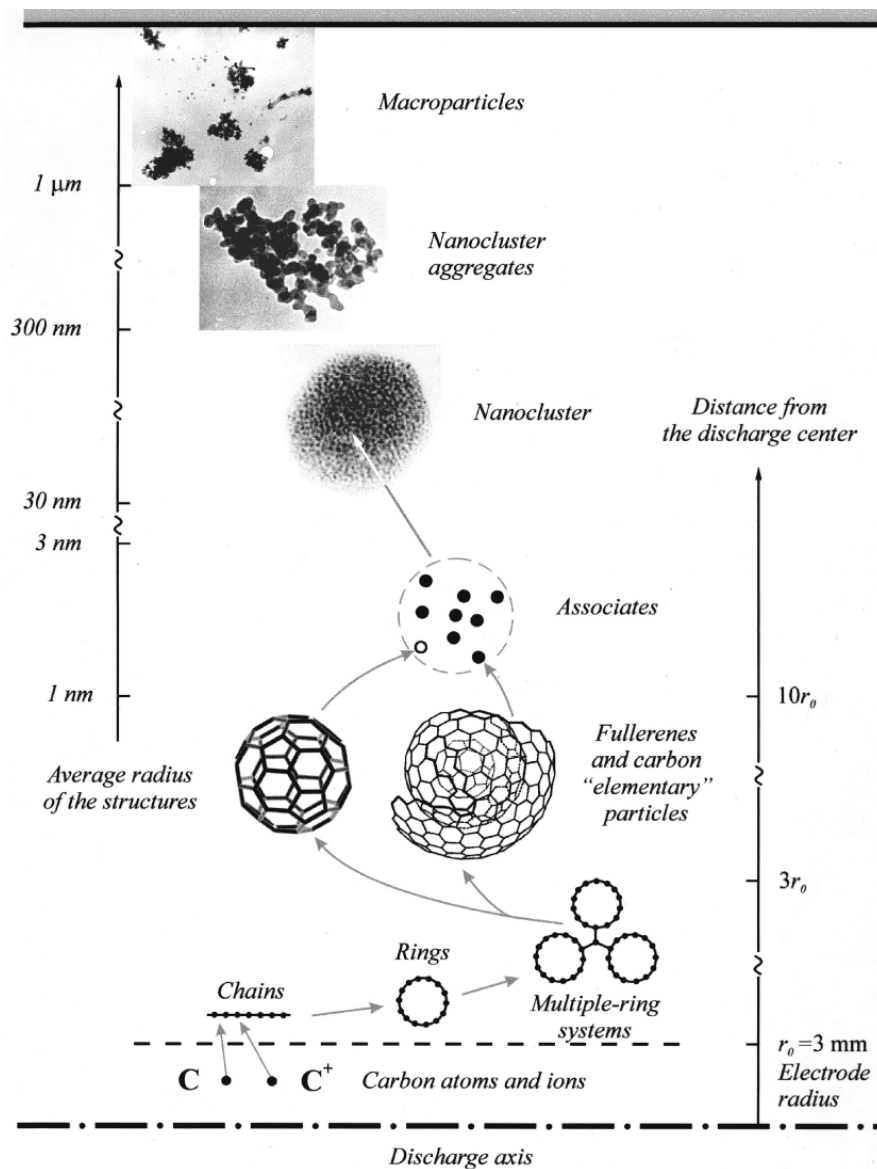 Macroparticles
1 μm
Nanocluster
aggregates
300 nm
Nanocluster
Distance from
the discharge center
30 nm
3 nm
Associates
1 nm
10r₀
Fullerenes
and carbon
“elementary”
particles
Average radius
of the structures
3r₀
Rings
Chains
Multiple-ring
systems
r₀ =3 mm
Electrode
radius
C
C⁺
Carbon atoms and ions
Discharge axis